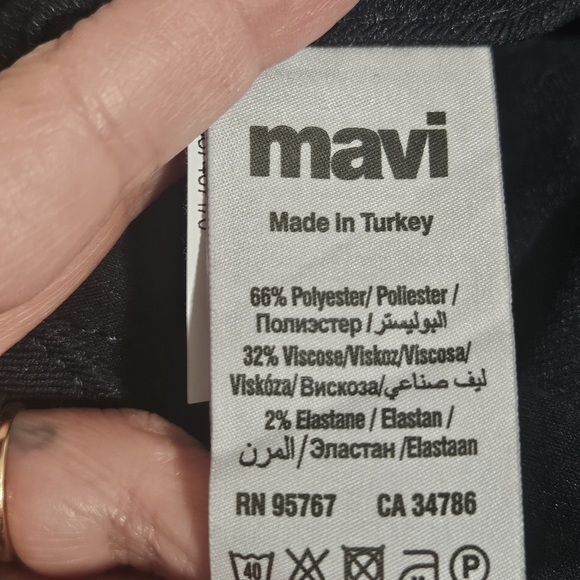 mavi
Made in Turkey
66% Polyester/ Poliester /
Полиэстер / البوليستر
32% Viscose/Viskoz/Viscosa/
Viskóza/ Вискоза/ ليف صناعي
2% Elastane / Elastan /
المرن / Эластан /Elastaan
RN 95767 CA 34786
40 P